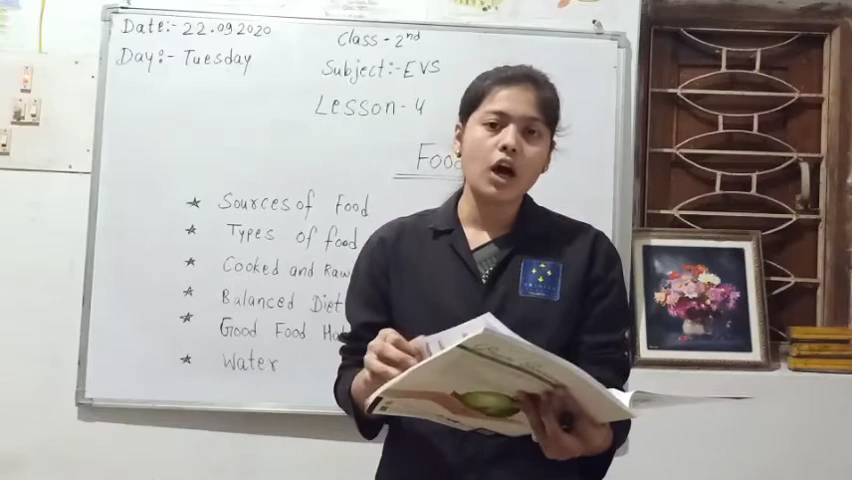 Date:- 22.09.2020
Day:- Tuesday
Class - 2nd
Subject:- EVS
Lesson - 4
Food
★ Sources of Food
★ Types of food
★ Cooked and Raw
★ Balanced Diet
★ Good Food
★ Water